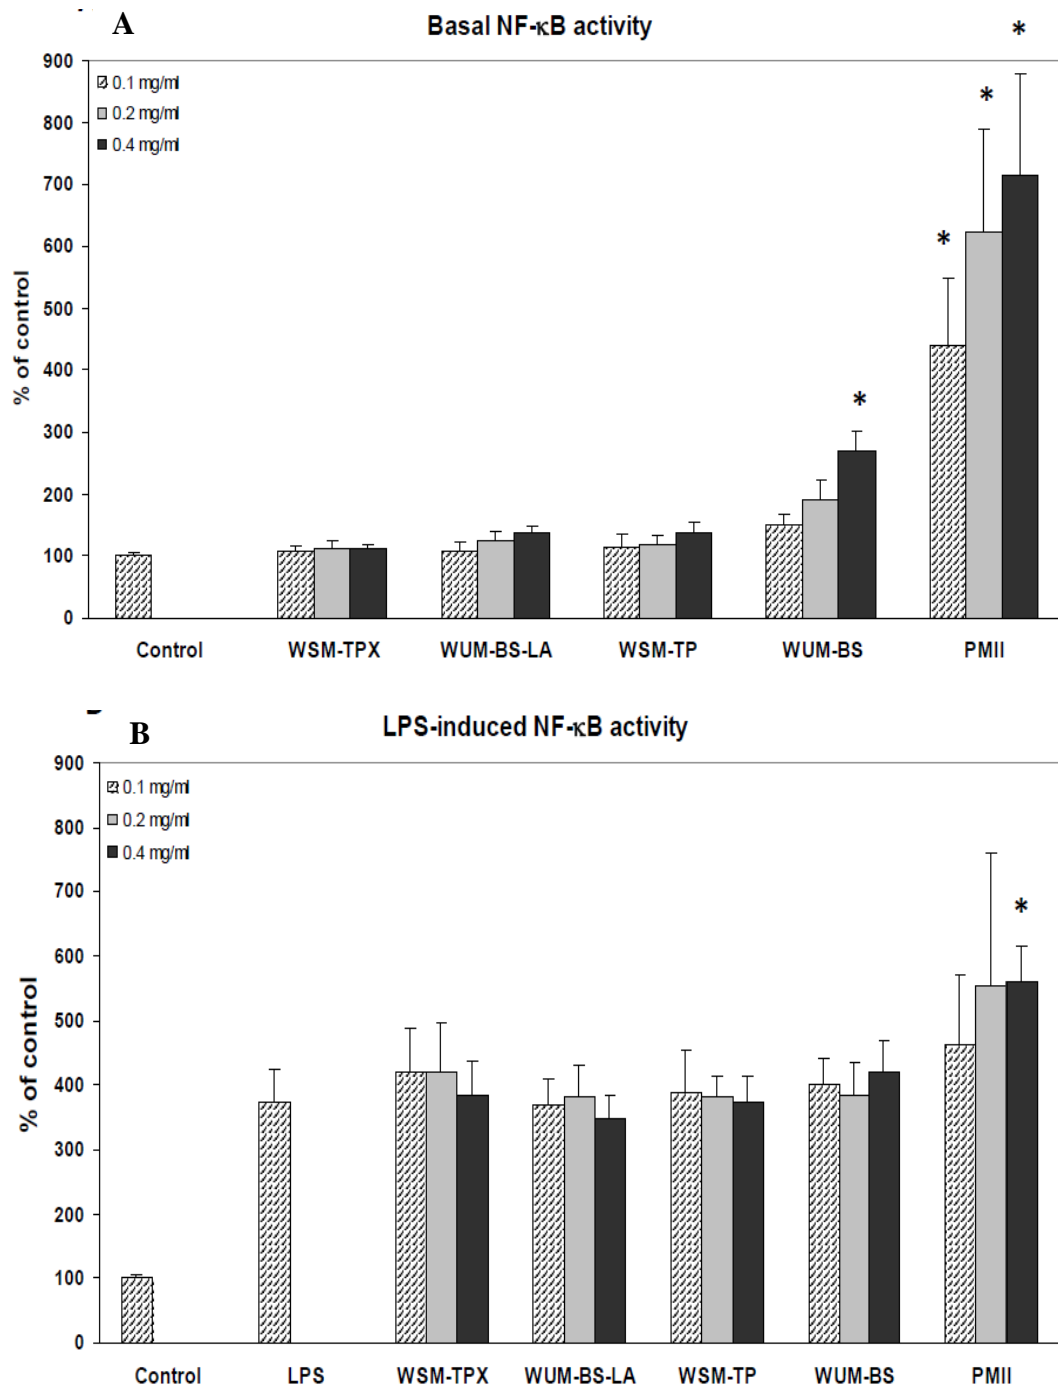 A
Basal NF-κB activity
*
900
0.1 mg/ml
*
0.2 mg/ml
800
0.4 mg/ml
700
*
600
% of control
500
400
*
300
200
100
0
Control WSM-TPX WUM-BS-LA WSM-TP WUM-BS PMII
B
LPS-induced NF-κB activity
900
0.1 mg/ml
0.2 mg/ml
800
0.4 mg/ml
700
*
600
% of control
500
400
300
200
100
0
Control LPS WSM-TPX WUM-BS-LA WSM-TP WUM-BS PMII